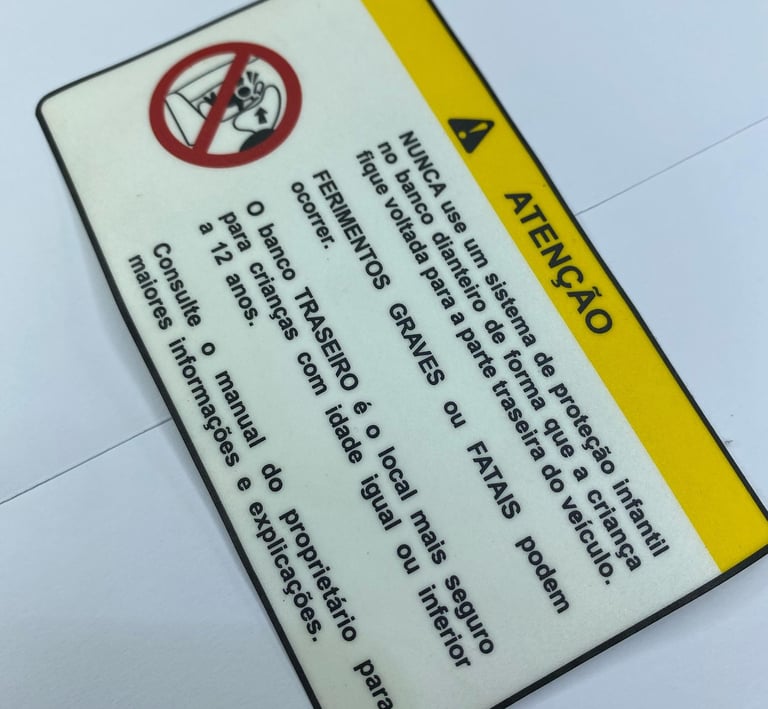 ATENÇÃO
NUNCA use um sistema de proteção infantil
no banco dianteiro de forma que a criança
fique voltada para a parte traseira do veículo.
FERIMENTOS GRAVES ou FATAIS podem
ocorrer.
O banco TRASEIRO é o local mais seguro
para crianças com idade igual ou inferior
a 12 anos.
Consulte o manual do proprietário para
maiores informações e explicações.